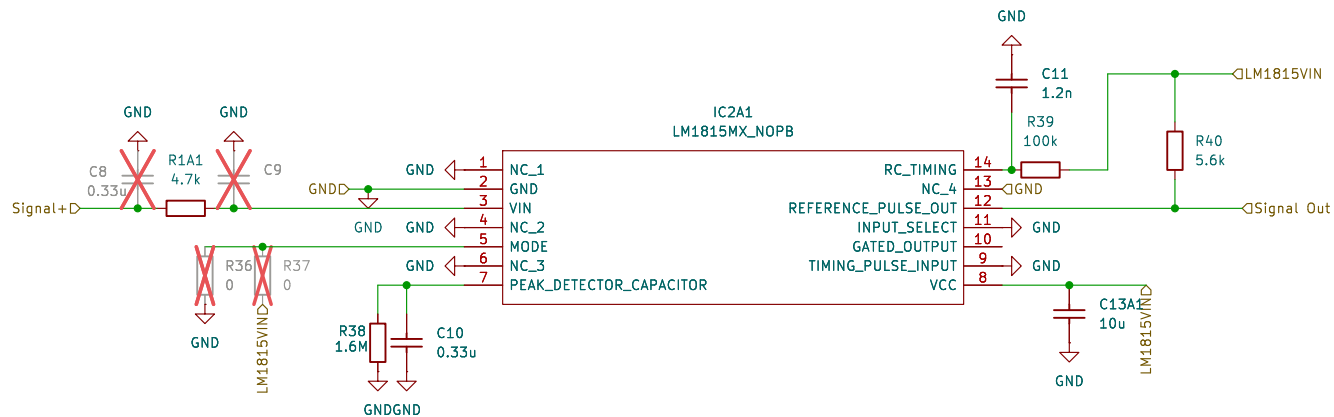 GND
C11
1.2n
LM1815VIN
GND
GND
IC2A1
LM1815MX_NOPB
R39
100k
R40
5.6k
C8
0.33u
R1A1
4.7k
C9
GND
1
NC_1
RC_TIMING
14
GND
2
GND
NC_4
13
GND
Signal+
3
VIN
REFERENCE_PULSE_OUT
12
Signal Out
GND
GND
4
NC_2
INPUT_SELECT
11
GND
5
MODE
GATED_OUTPUT
10
R36
0
R37
0
GND
6
NC_3
TIMING_PULSE_INPUT
9
GND
7
PEAK_DETECTOR_CAPACITOR
VCC
8
C13A1
10u
LM1815VIN
GND
LM1815VIN
R38
1.6M
C10
0.33u
GND
GND
GND